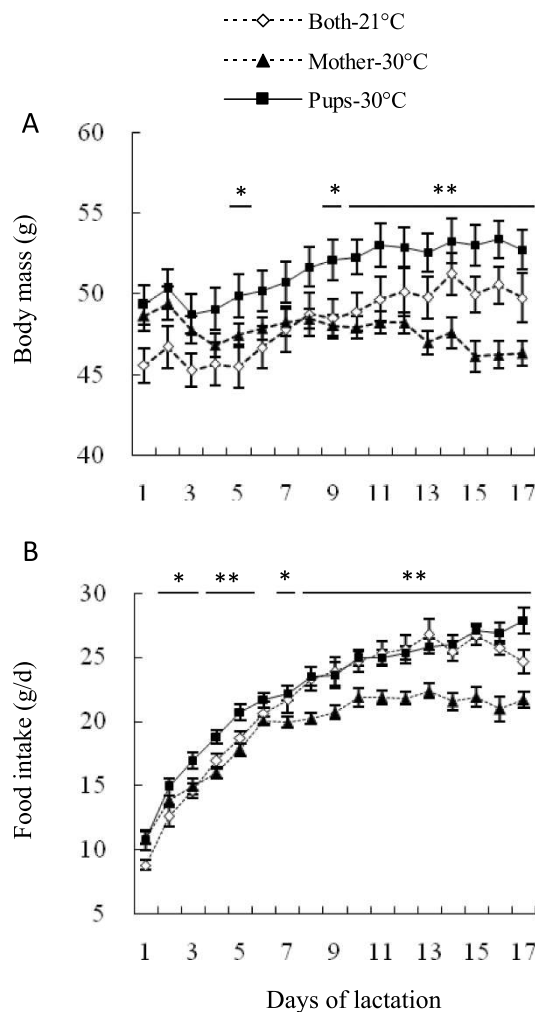 Both-21°C
Mother-30°C
Pups-30°C
A
60
55
50
45
40
Body mass (g)
*
*
**
1 3 5 7 9 11 13 15 17
B
30
25
20
15
10
5
Food intake (g/d)
*
**
*
**
1 3 5 7 9 11 13 15 17
Days of lactation